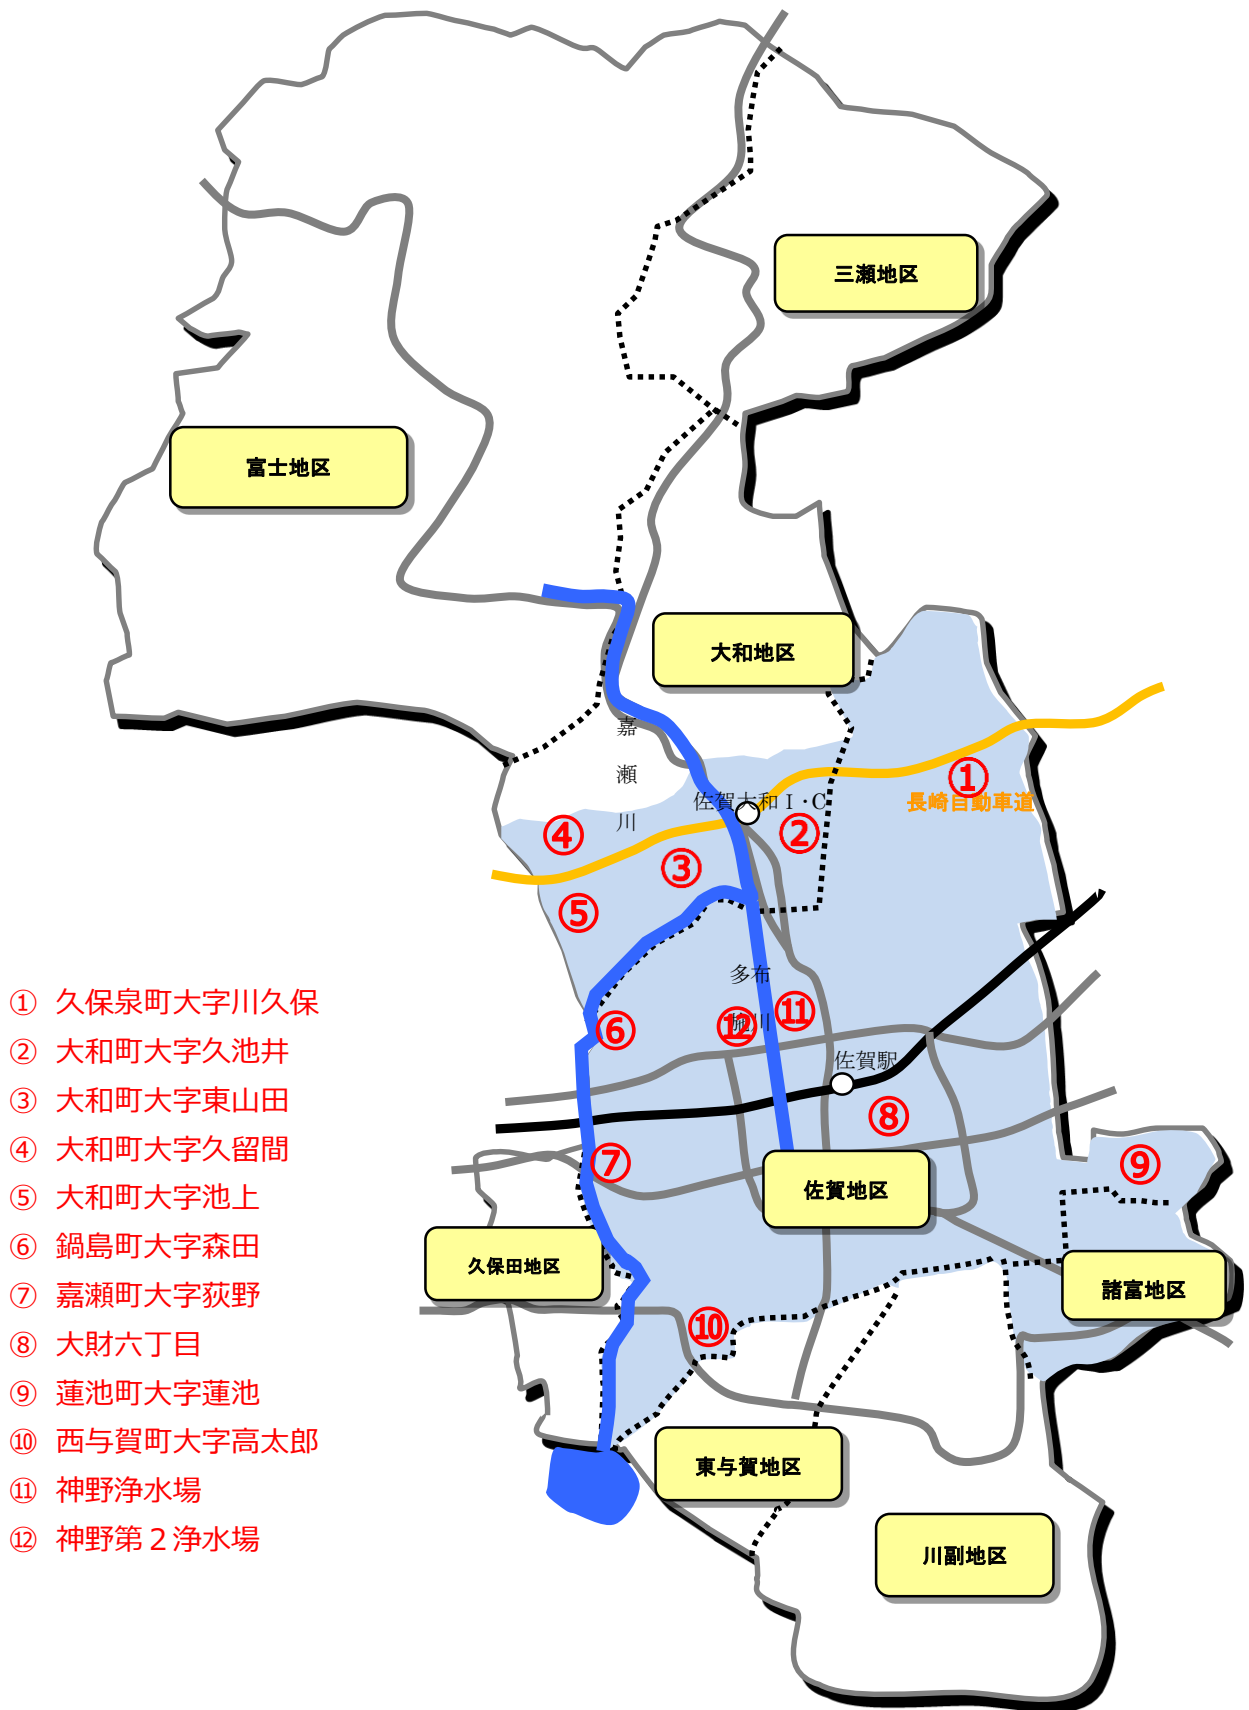 三瀬地区
富士地区
大和地区
嘉
瀬
川
佐賀大和I・C
①
長崎自動車道
②
④
③
⑤
多布
施川
⑪
⑫
⑥
佐賀駅
⑧
⑦
⑨
佐賀地区
久保田地区
諸富地区
⑩
東与賀地区
川副地区
① 久保泉町大字川久保
② 大和町大字久池井
③ 大和町大字東山田
④ 大和町大字久留間
⑤ 大和町大字池上
⑥ 鍋島町大字森田
⑦ 嘉瀬町大字荻野
⑧ 大財六丁目
⑨ 蓮池町大字蓮池
⑩ 西与賀町大字高太郎
⑪ 神野浄水場
⑫ 神野第２浄水場